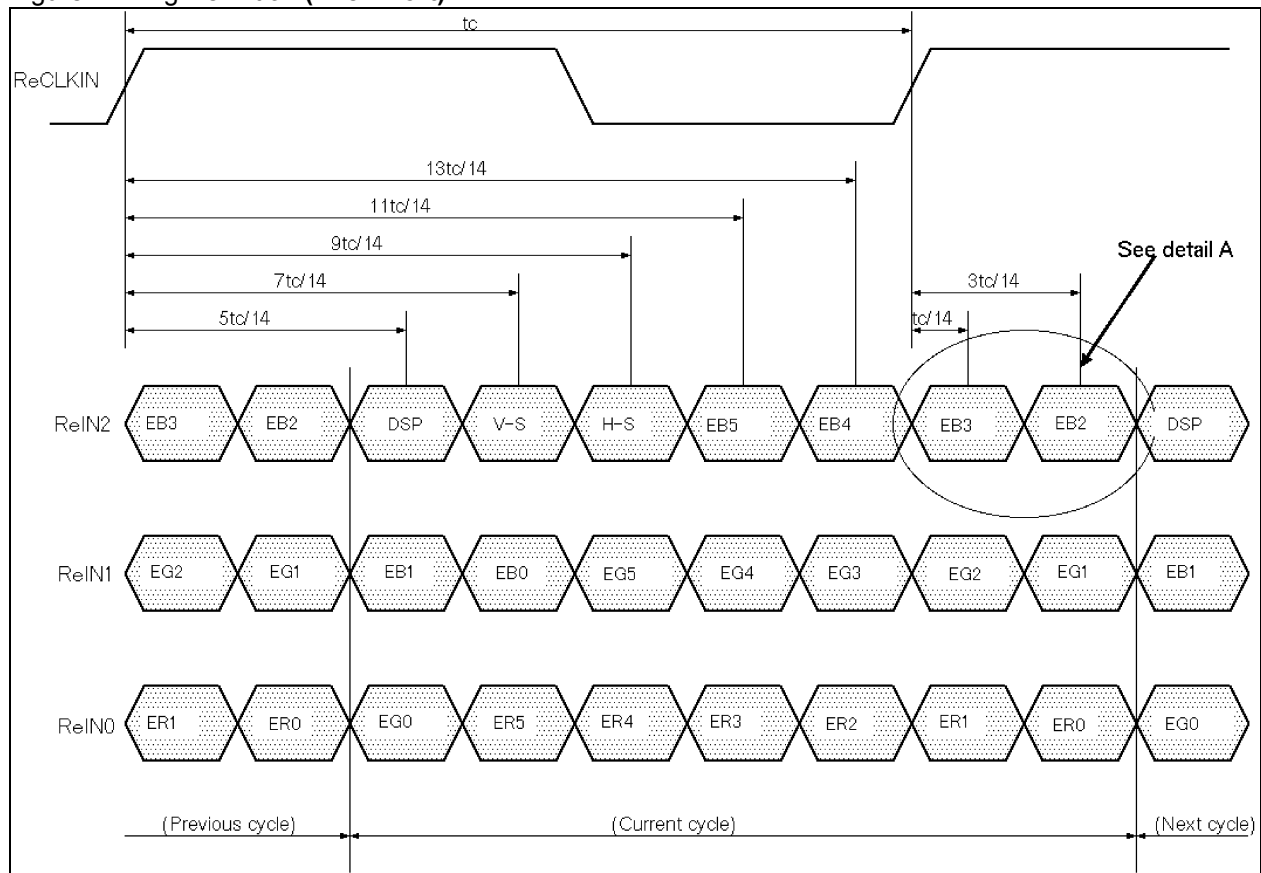 tc
ReCLKIN
13tc/14
11tc/14
9tc/14
See detail A
7tc/14
3tc/14
5tc/14
tc/14
ReIN2 EB3 EB2 DSP V-S H-S EB5 EB4 EB3 EB2 DSP
ReIN1 EG2 EG1 EB1 EB0 EG5 EG4 EG3 EG2 EG1 EB1
ReIN0 ER1 ER0 EG0 ER5 ER4 ER3 ER2 ER1 ER0 EG0
(Previous cycle) (Current cycle) (Next cycle)